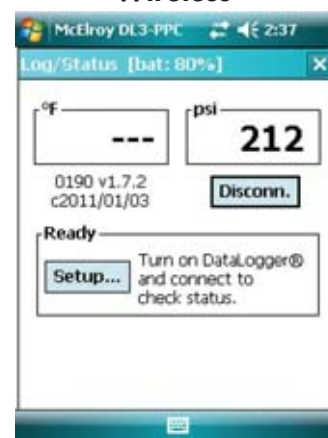 McElroy DL3-PPC 2:37
Log/Status [bat: 80%] X
°F psi
--- 212
0190 v1.7.2
c2011/01/03
Disconn.
Ready
Setup...
Turn on DataLogger®
and connect to
check status.